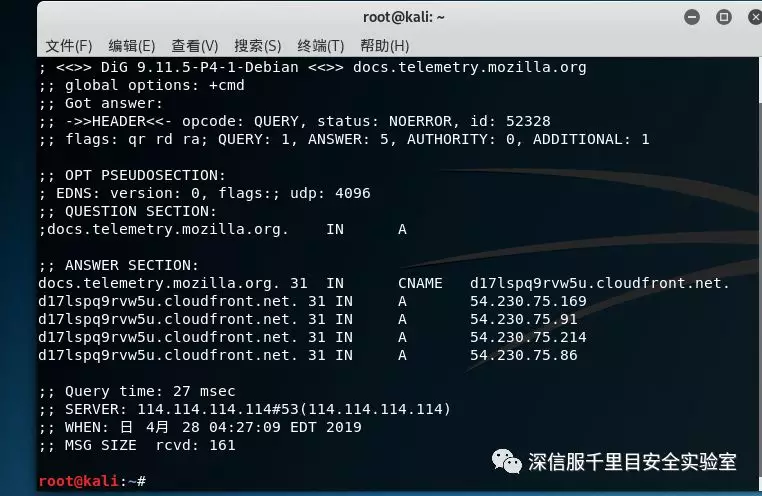 root@kali: ~
文件(F) 编辑(E) 查看(V) 搜索(S) 终端(T) 帮助(H)
; <<>> DiG 9.11.5-P4-1-Debian <<>> docs.telemetry.mozilla.org
;; global options: +cmd
;; Got answer:
;; ->>HEADER<<- opcode: QUERY, status: NOERROR, id: 52328
;; flags: qr rd ra; QUERY: 1, ANSWER: 5, AUTHORITY: 0, ADDITIONAL: 1
;; OPT PSEUDOSECTION:
; EDNS: version: 0, flags:; udp: 4096
;; QUESTION SECTION:
;docs.telemetry.mozilla.org. IN A
;; ANSWER SECTION:
docs.telemetry.mozilla.org. 31 IN CNAME d17lspq9rvw5u.cloudfront.net.
d17lspq9rvw5u.cloudfront.net. 31 IN A 54.230.75.169
d17lspq9rvw5u.cloudfront.net. 31 IN A 54.230.75.91
d17lspq9rvw5u.cloudfront.net. 31 IN A 54.230.75.214
d17lspq9rvw5u.cloudfront.net. 31 IN A 54.230.75.86
;; Query time: 27 msec
;; SERVER: 114.114.114.114#53(114.114.114.114)
;; WHEN: 日 4月 28 04:27:09 EDT 2019
;; MSG SIZE rcvd: 161
深信服千里目安全实验室
root@kali:~#